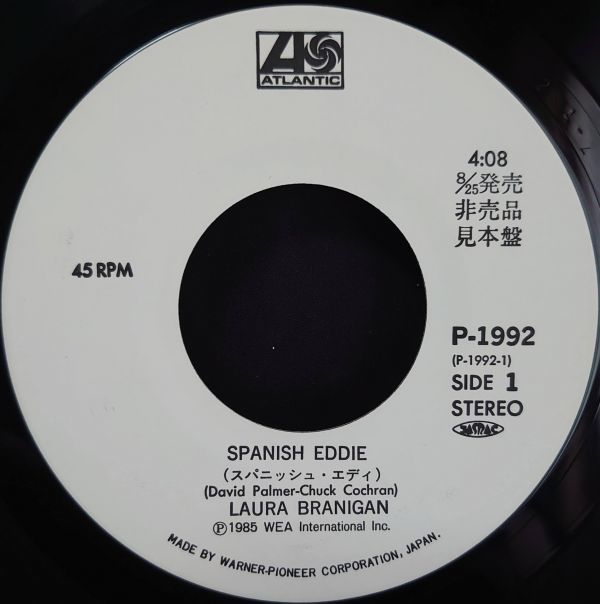 ATLANTIC
4:08
8/25発売
非売品
見本盤
45 RPM
P-1992
(P-1992-1)
SIDE 1
STEREO
JASRAC
SPANISH EDDIE
(スパニッシュ・エディ)
(David Palmer-Chuck Cochran)
LAURA BRANIGAN
Ⓟ1985 WEA International Inc.
MADE BY WARNER-PIONEER CORPORATION, JAPAN.